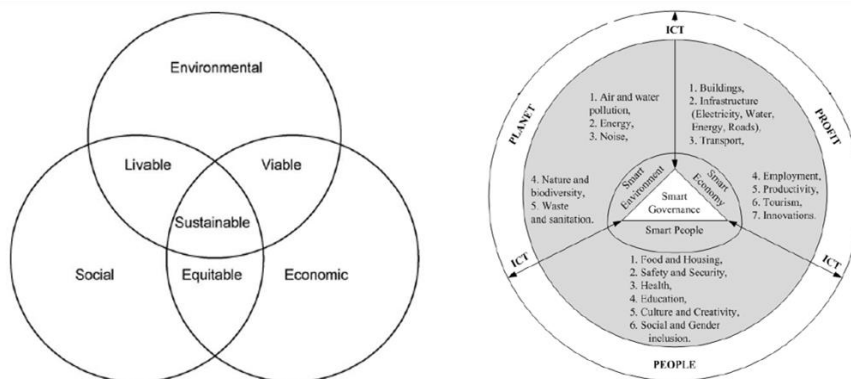 Environmental
Livable
Viable
Sustainable
Social
Equitable
Economic
ICT
PLANET
PROFIT
1. Air and water
pollution,
2. Energy,
3. Noise,
1. Buildings,
2. Infrastructure
(Electricity, Water,
Energy, Roads),
3. Transport,
4. Nature and
biodiversity,
5. Waste
and sanitation.
Smart
Environment
Smart
Economy
Smart
Governance
Smart People
4. Employment,
5. Productivity,
6. Tourism,
7. Innovations.
ICT
ICT
1. Food and Housing,
2. Safety and Security,
3. Health,
4. Education,
5. Culture and Creativity,
6. Social and Gender
inclusion.
PEOPLE